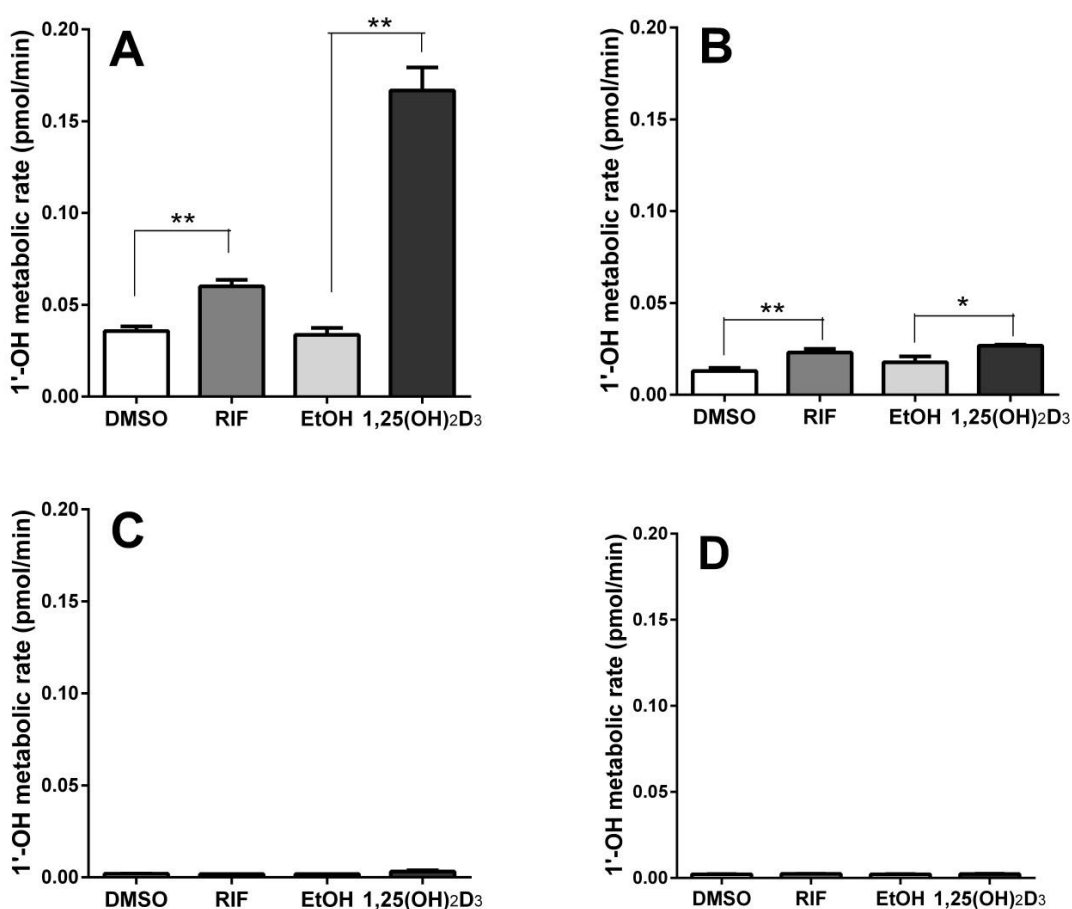 A
1'-OH metabolic rate (pmol/min)
0.20
0.15
0.10
0.05
0.00
**
**
DMSO RIF EtOH 1,25(OH)₂D₃
B
1'-OH metabolic rate (pmol/min)
0.20
0.15
0.10
0.05
0.00
**
*
DMSO RIF EtOH 1,25(OH)₂D₃
C
1'-OH metabolic rate (pmol/min)
0.20
0.15
0.10
0.05
0.00
DMSO RIF EtOH 1,25(OH)₂D₃
D
1'-OH metabolic rate (pmol/min)
0.20
0.15
0.10
0.05
0.00
DMSO RIF EtOH 1,25(OH)₂D₃